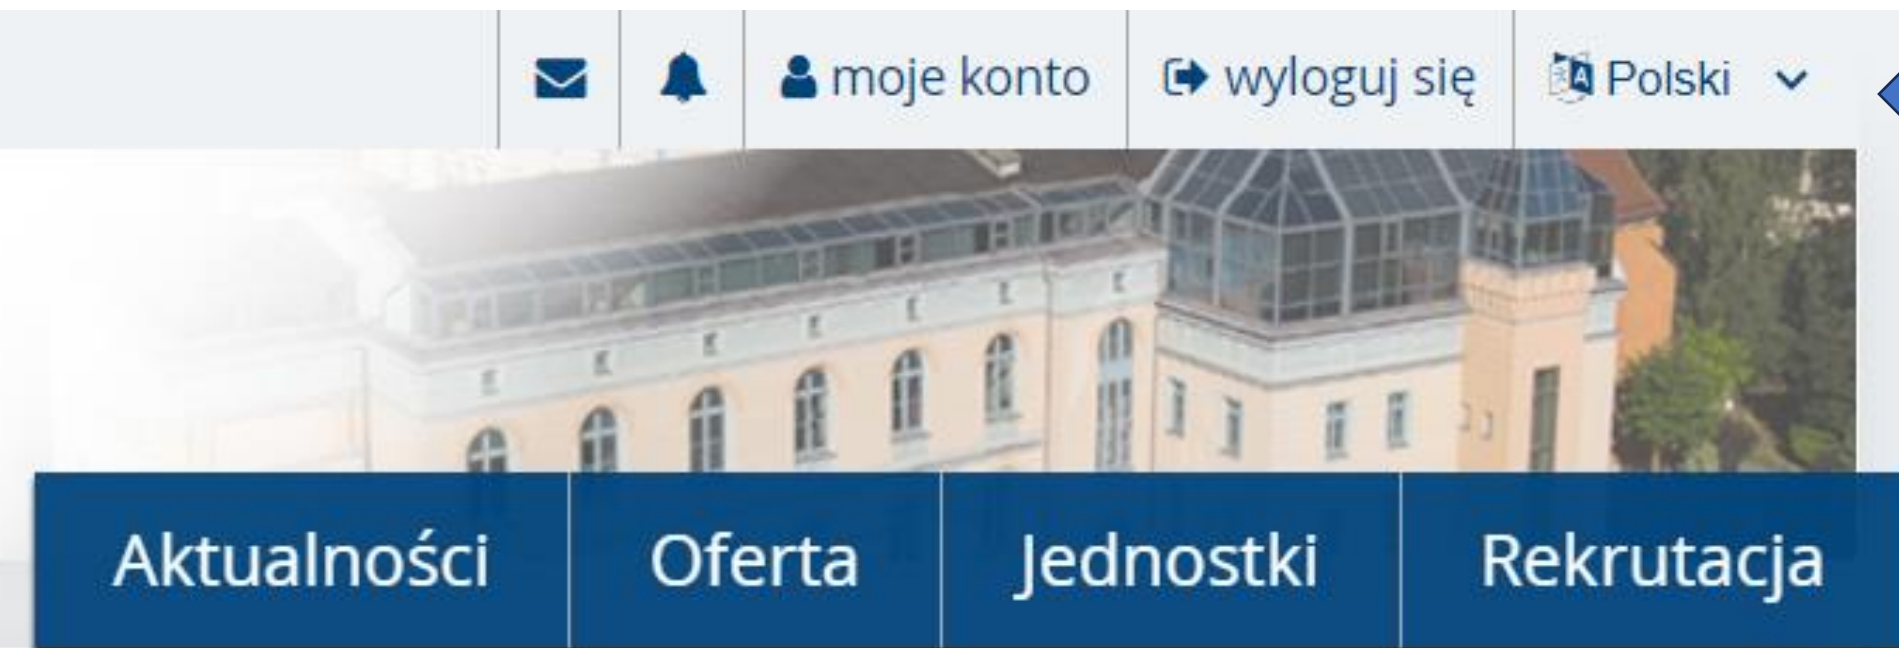 moje konto wyloguj się Polski
Aktualności Oferta Jednostki Rekrutacja